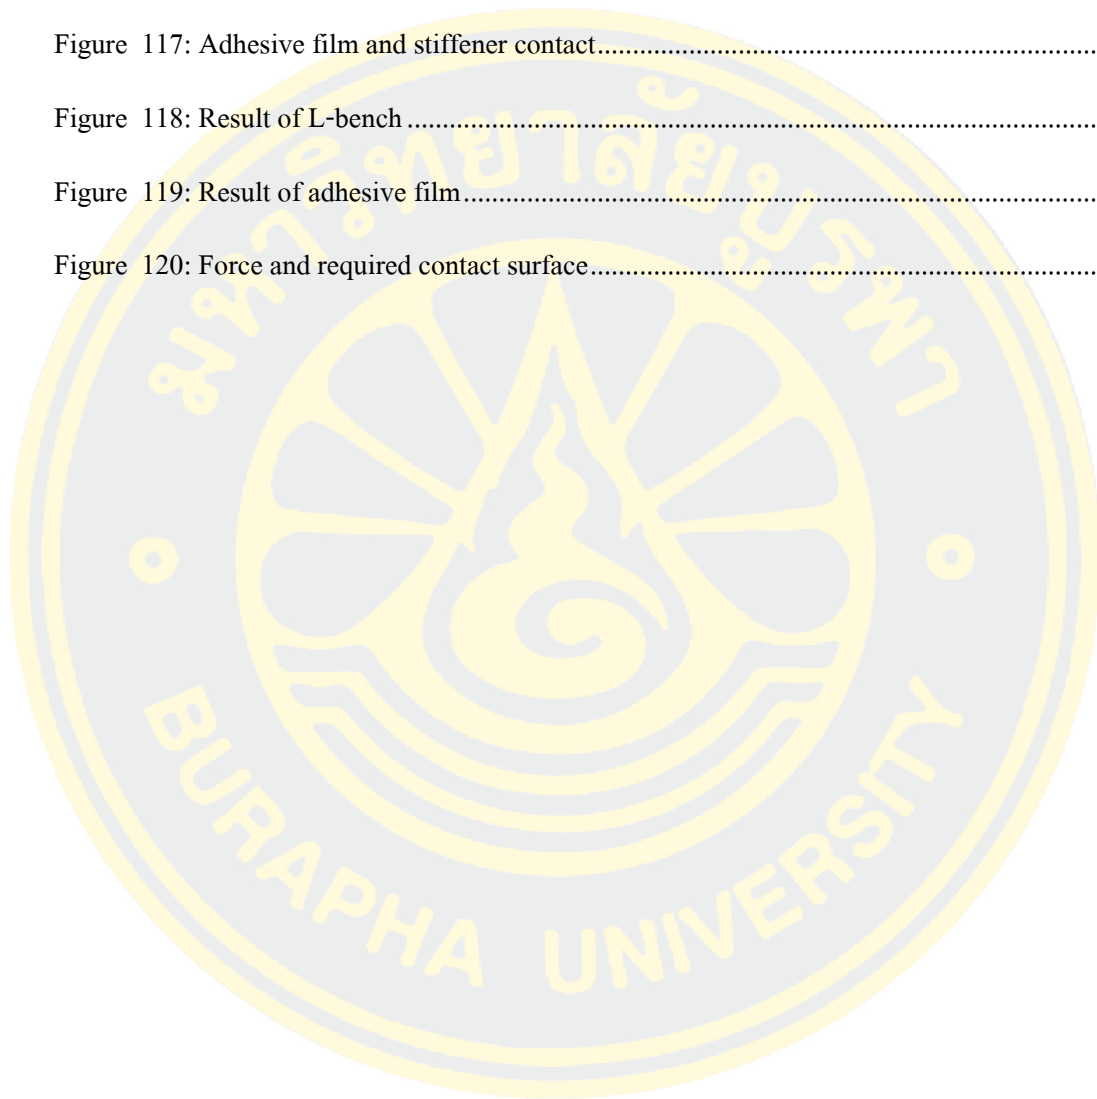 Figure 117: Adhesive film and stiffener contact..........................................................................
Figure 118: Result of L-bench ....................................................................................................
Figure 119: Result of adhesive film.............................................................................................
Figure 120: Force and required contact surface...........................................................................
มหาวิทยาลัยบูรพา
BURAPHA UNIVERSITY